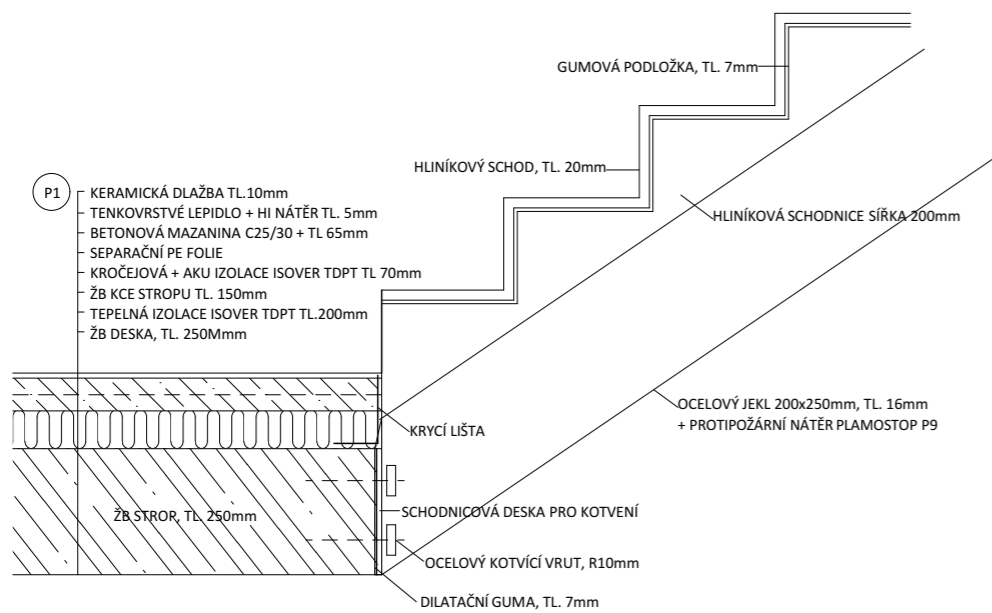 GUMOVÁ PODLOŽKA, TL. 7mm
HLINÍKOVÝ SCHOD, TL. 20mm
P1
KERAMICKÁ DLAŽBA TL.10mm
TENKOVRSTVÉ LEPIDLO + HI NÁTĚR TL. 5mm
BETONOVÁ MAZANINA C25/30 + TL 65mm
SEPARAČNÍ PE FOLIE
KROČEJOVÁ + AKU IZOLACE ISOVER TDPT TL 70mm
ŽB KCE STROPU TL. 150mm
TEPELNÁ IZOLACE ISOVER TDPT TL.200mm
ŽB DESKA, TL. 250Mmm
HLINÍKOVÁ SCHODNICE SÍŘKA 200mm
OCELOVÝ JEKL 200x250mm, TL. 16mm
+ PROTIPOŽÁRNÍ NÁTĚR PLAMOSTOP P9
KRYCÍ LIŠTA
ŽB STROP, TL. 250mm
SCHODNICOVÁ DESKA PRO KOTVENÍ
OCELOVÝ KOTVÍCÍ VRUT, R10mm
DILATAČNÍ GUMA, TL. 7mm